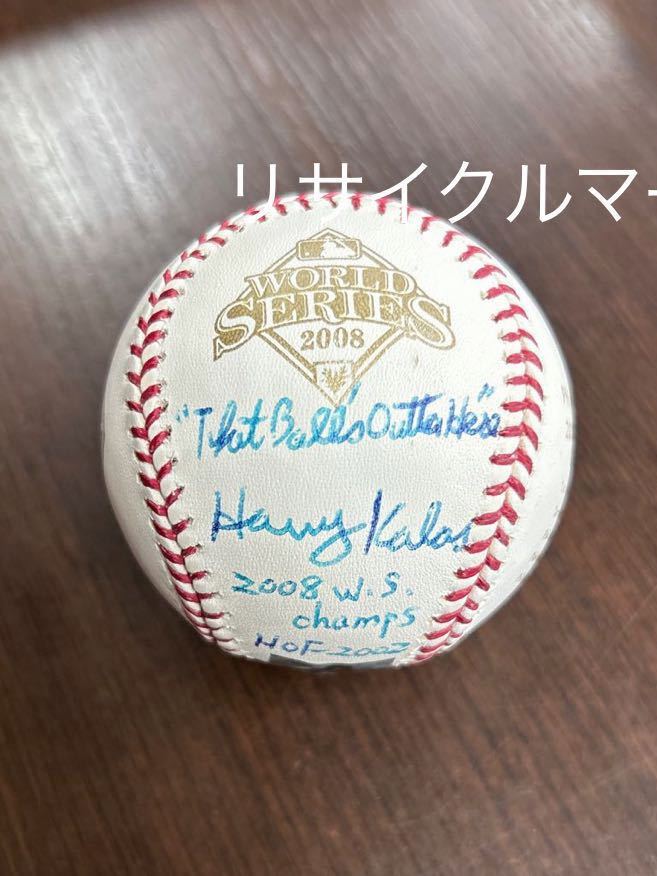 リサイクルマー
WORLD
SERIES
2008
"That Ball's Outta Here"
Harry Kalas
2008 W.S.
champs
HOF 2002